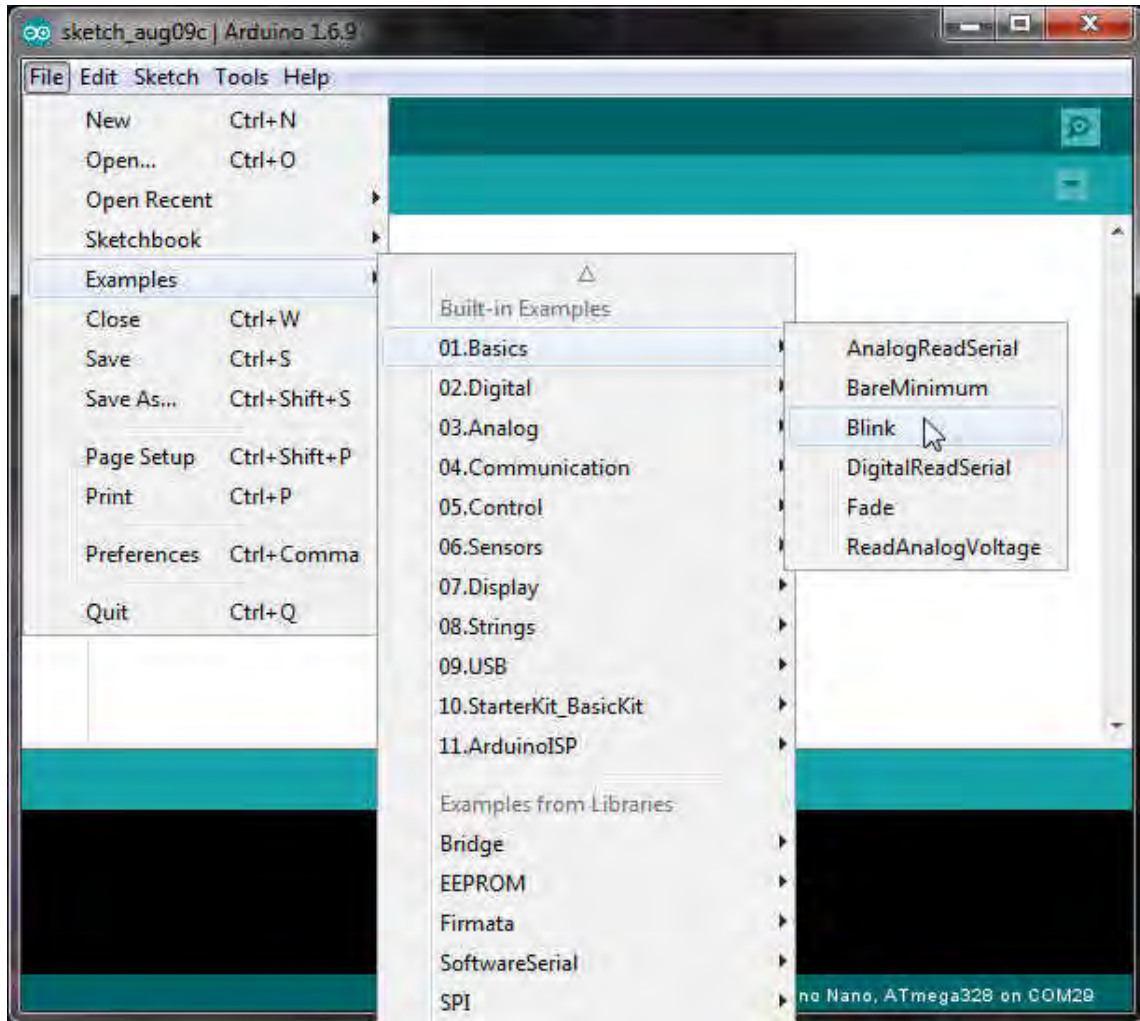 sketch_aug09c | Arduino 1.6.9
File Edit Sketch Tools Help
New Ctrl+N
Open... Ctrl+O
Open Recent
Sketchbook
Examples
Close Ctrl+W
Save Ctrl+S
Save As... Ctrl+Shift+S
Page Setup Ctrl+Shift+P
Print Ctrl+P
Preferences Ctrl+Comma
Quit Ctrl+Q
Built-in Examples
01.Basics
02.Digital
03.Analog
04.Communication
05.Control
06.Sensors
07.Display
08.Strings
09.USB
10.StarterKit_BasicKit
11.ArduinoISP
Examples from Libraries
Bridge
EEPROM
Firmata
SoftwareSerial
SPI
AnalogReadSerial
BareMinimum
Blink
DigitalReadSerial
Fade
ReadAnalogVoltage
no Nano, ATmega328 on COM29